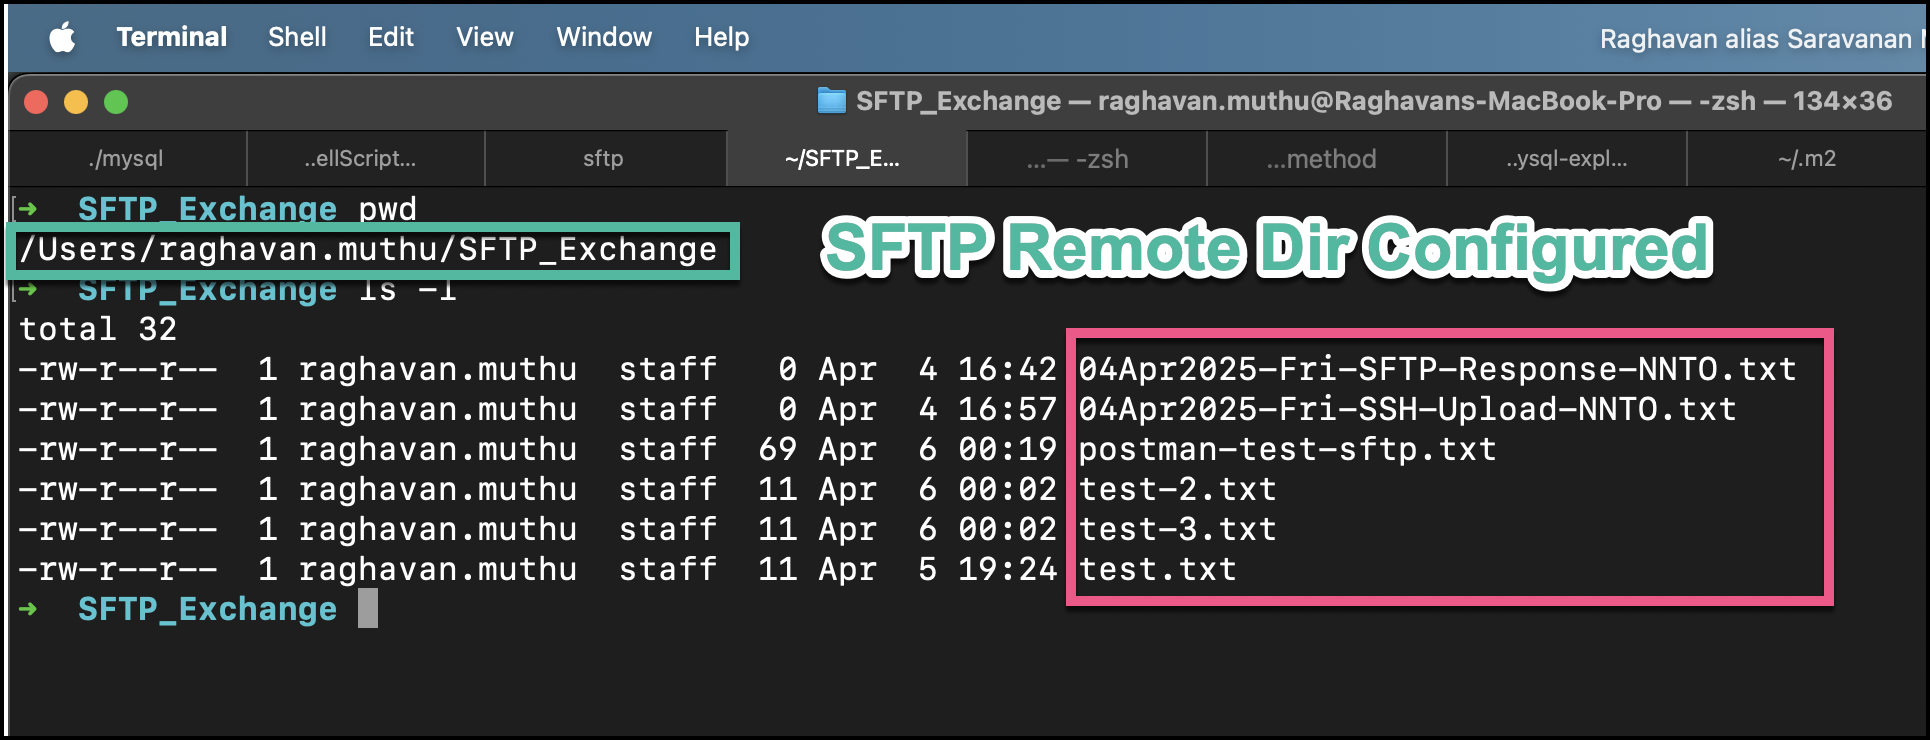 Terminal Shell Edit View Window Help Raghavan alias Saravanan
SFTP_Exchange — raghavan.muthu@Raghavans-MacBook-Pro — -zsh — 134×36
./mysql ..ellScript... sftp ~/SFTP_E... ...— -zsh ...method ..ysql-expl... ~/.m2
→ SFTP_Exchange pwd
SFTP Remote Dir Configured
/Users/raghavan.muthu/SFTP_Exchange
→ SFTP_Exchange ls -l
total 32
-rw-r--r-- 1 raghavan.muthu staff 0 Apr 4 16:42 04Apr2025-Fri-SFTP-Response-NNTO.txt
-rw-r--r-- 1 raghavan.muthu staff 0 Apr 4 16:57 04Apr2025-Fri-SSH-Upload-NNTO.txt
-rw-r--r-- 1 raghavan.muthu staff 69 Apr 6 00:19 postman-test-sftp.txt
-rw-r--r-- 1 raghavan.muthu staff 11 Apr 6 00:02 test-2.txt
-rw-r--r-- 1 raghavan.muthu staff 11 Apr 6 00:02 test-3.txt
-rw-r--r-- 1 raghavan.muthu staff 11 Apr 5 19:24 test.txt
→ SFTP_Exchange